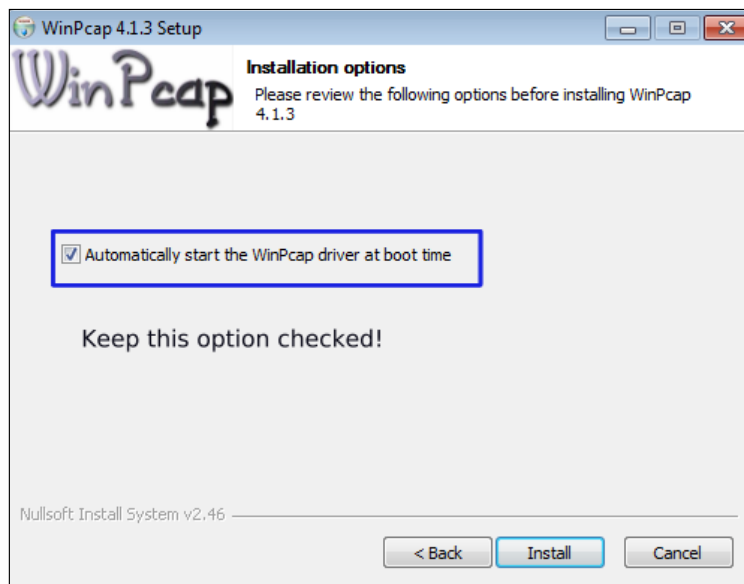 WinPcap 4.1.3 Setup
WinPcap
Installation options
Please review the following options before installing WinPcap
4.1.3
Automatically start the WinPcap driver at boot time
Keep this option checked!
Nullsoft Install System v2.46
< Back
Install
Cancel